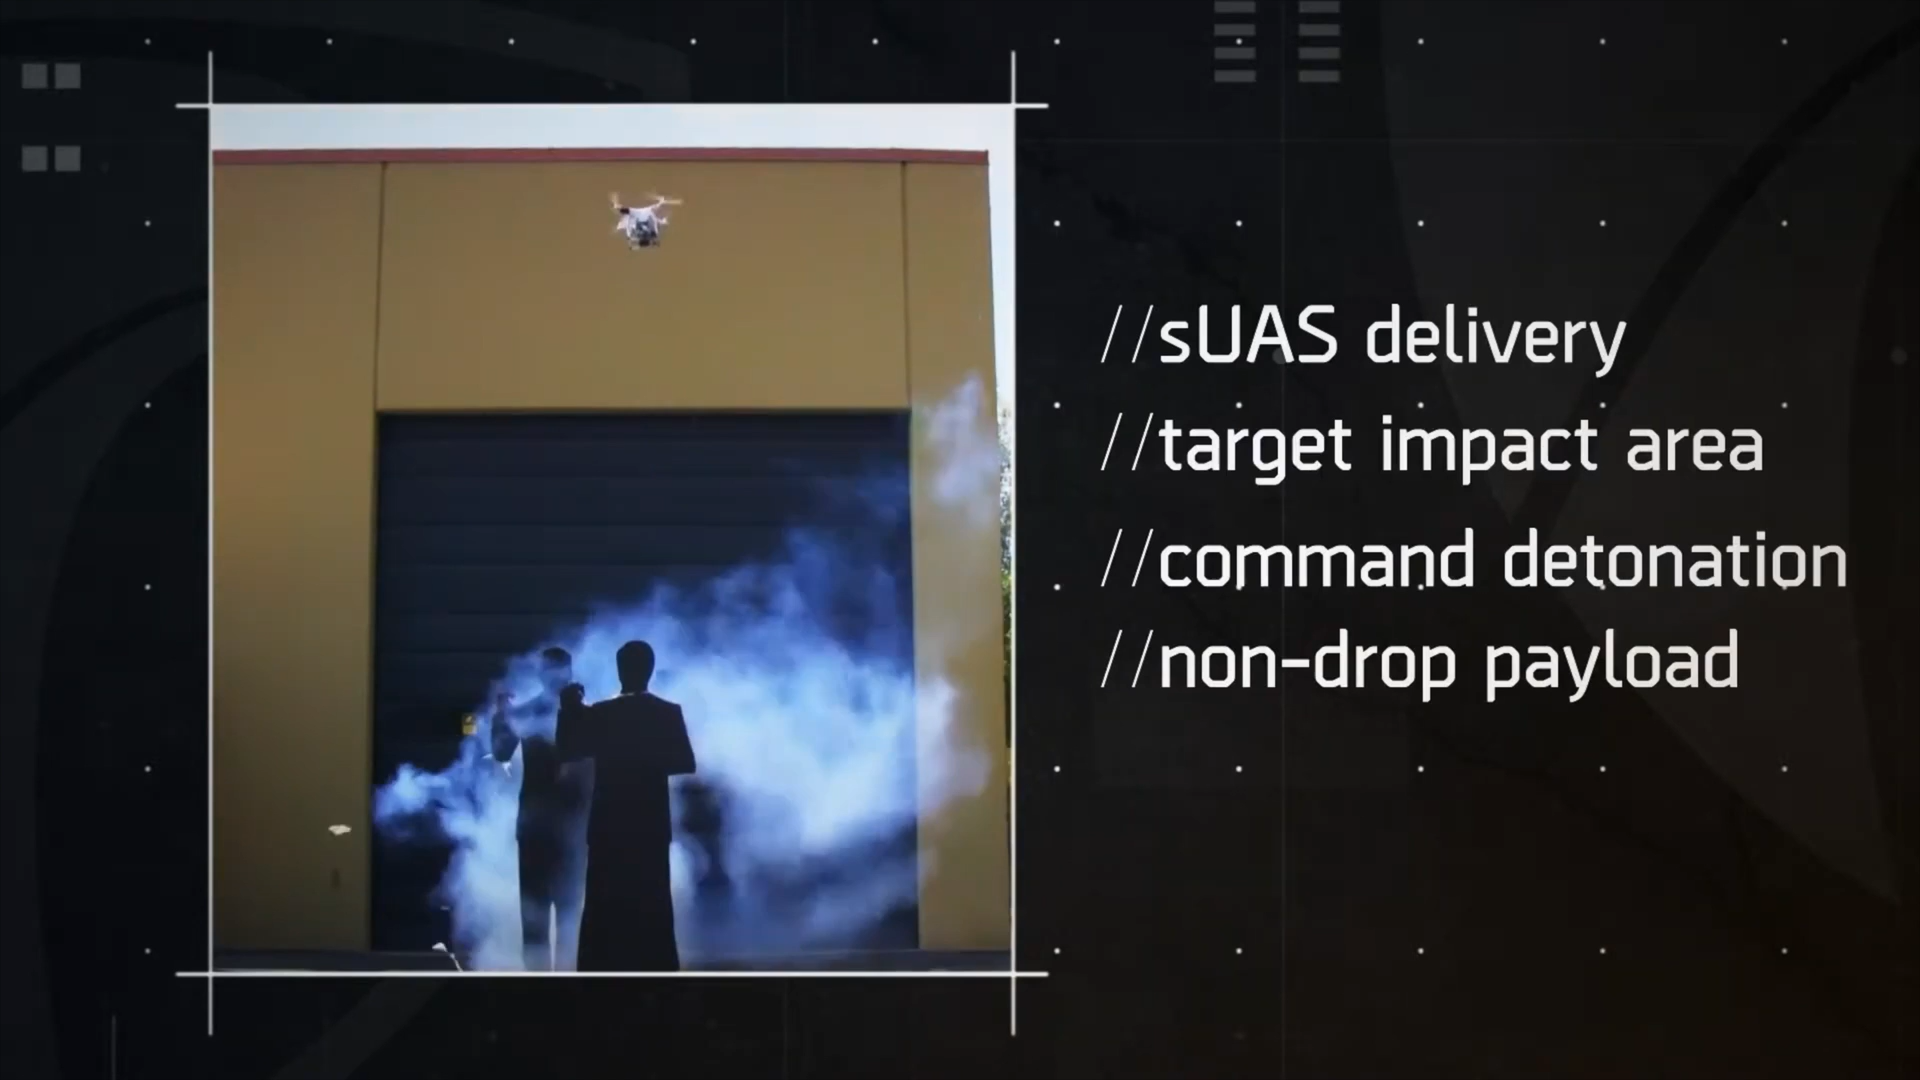 //sUAS delivery
//target impact area
//command detonation
//non-drop payload